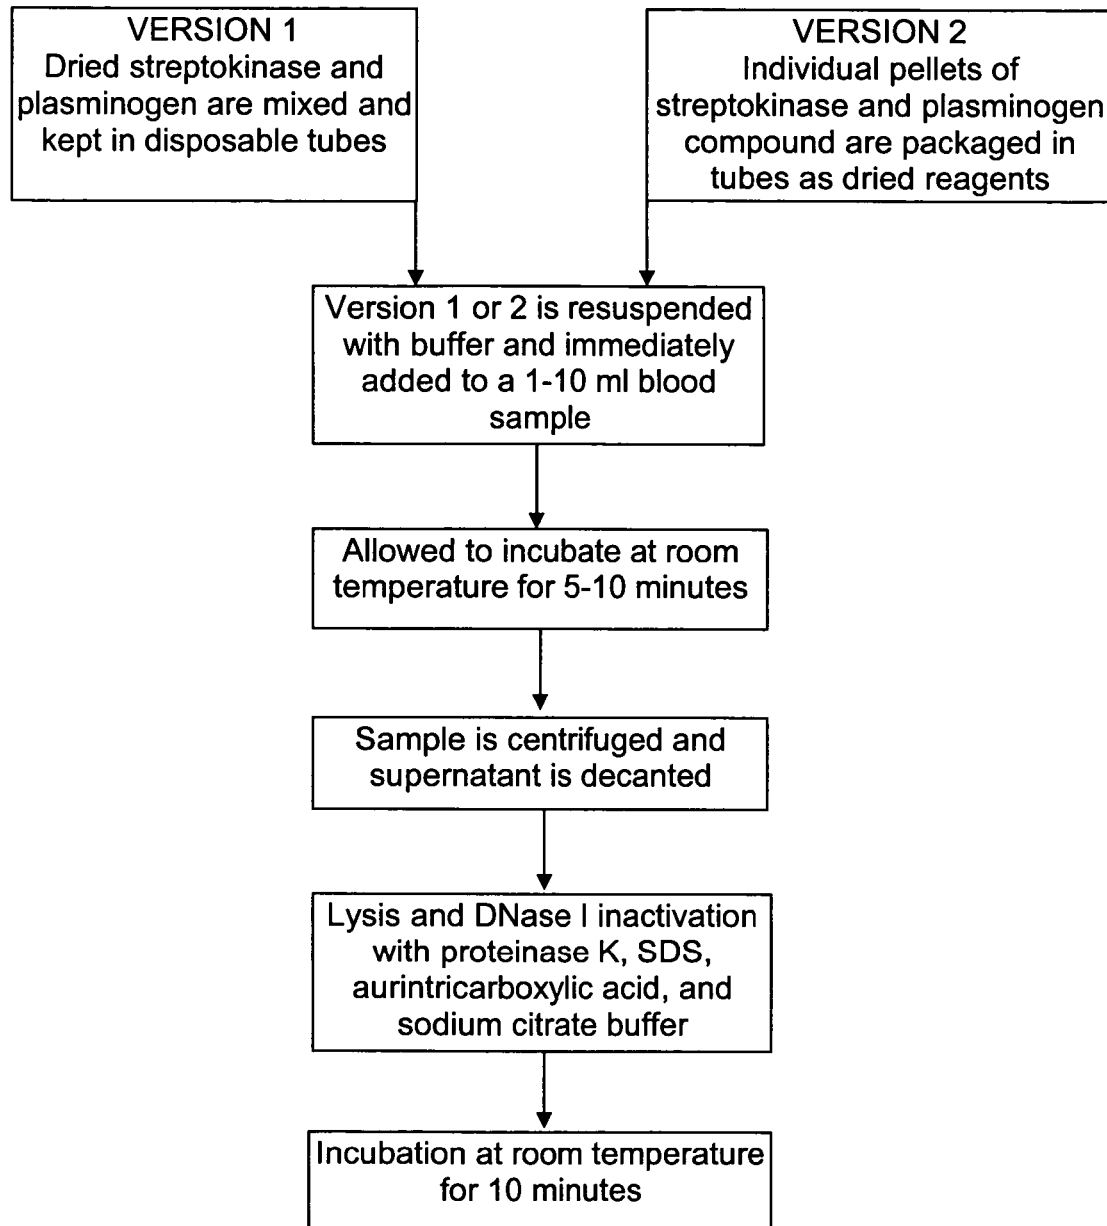 VERSION 1
Dried streptokinase and
plasminogen are mixed and
kept in disposable tubes
VERSION 2
Individual pellets of
streptokinase and plasminogen
compound are packaged in
tubes as dried reagents
Version 1 or 2 is resuspended
with buffer and immediately
added to a 1-10 ml blood
sample
Allowed to incubate at room
temperature for 5-10 minutes
Sample is centrifuged and
supernatant is decanted
Lysis and DNase I inactivation
with proteinase K, SDS,
aurintricarboxylic acid, and
sodium citrate buffer
Incubation at room temperature
for 10 minutes